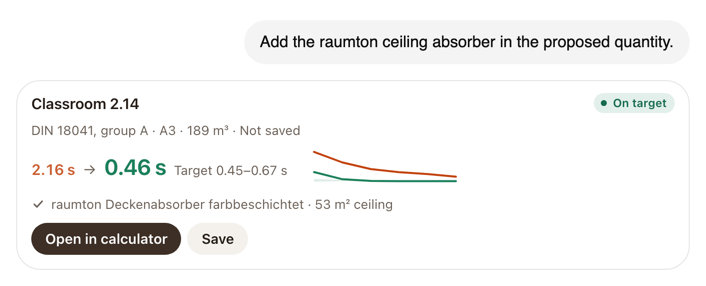 Add the raumton ceiling absorber in the proposed quantity.
Classroom 2.14
On target
DIN 18041, group A · A3 · 189 m³ · Not saved
2.16 s → 0.46 s Target 0.45–0.67 s
✓ raumton Deckenabsorber farbbeschichtet · 53 m² ceiling
Open in calculator
Save